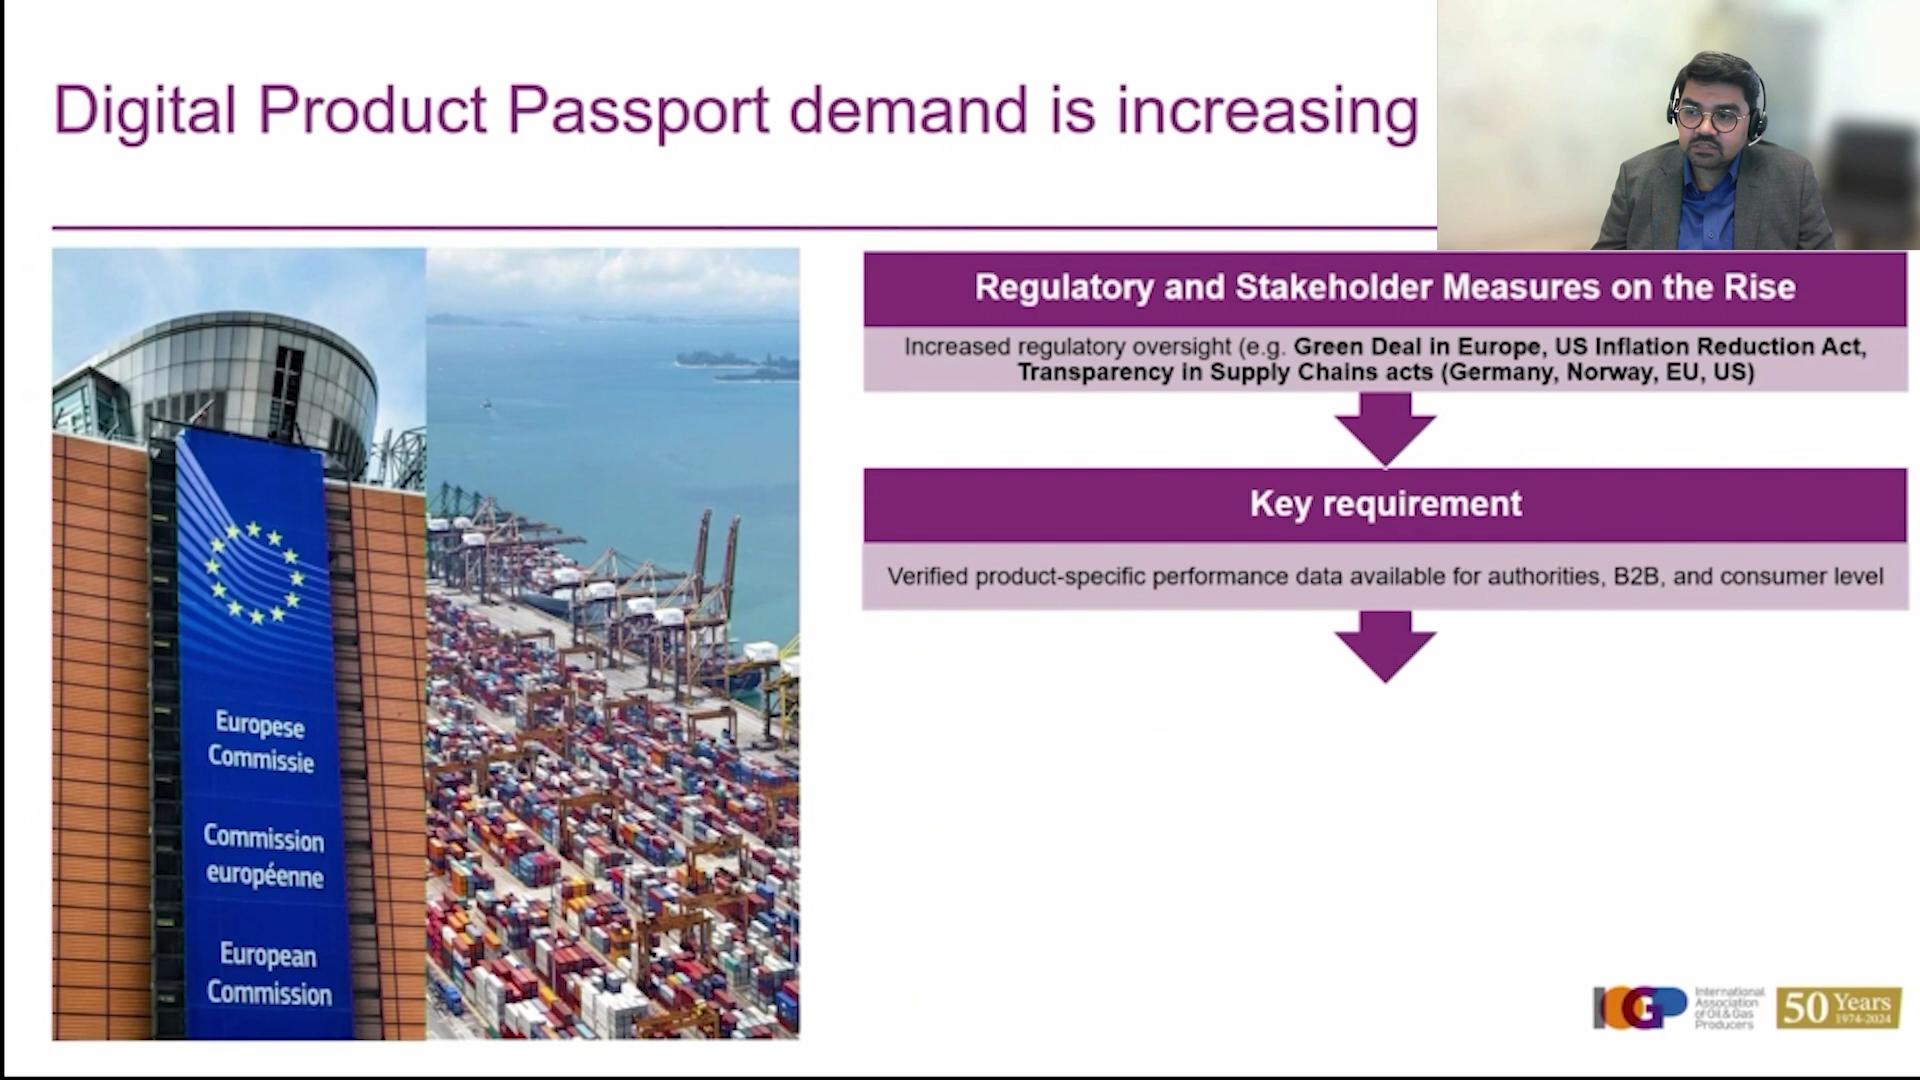 Digital Product Passport demand is increasing
Regulatory and Stakeholder Measures on the Rise
Increased regulatory oversight (e.g. Green Deal in Europe, US Inflation Reduction Act,
Transparency in Supply Chains acts (Germany, Norway, EU, US)
Key requirement
Verified product-specific performance data available for authorities, B2B, and consumer level
Europese
Commissie
Commission
européenne
European
Commission
IOGP
International
Association
of Oil & Gas
Producers
50 Years
1974-2024